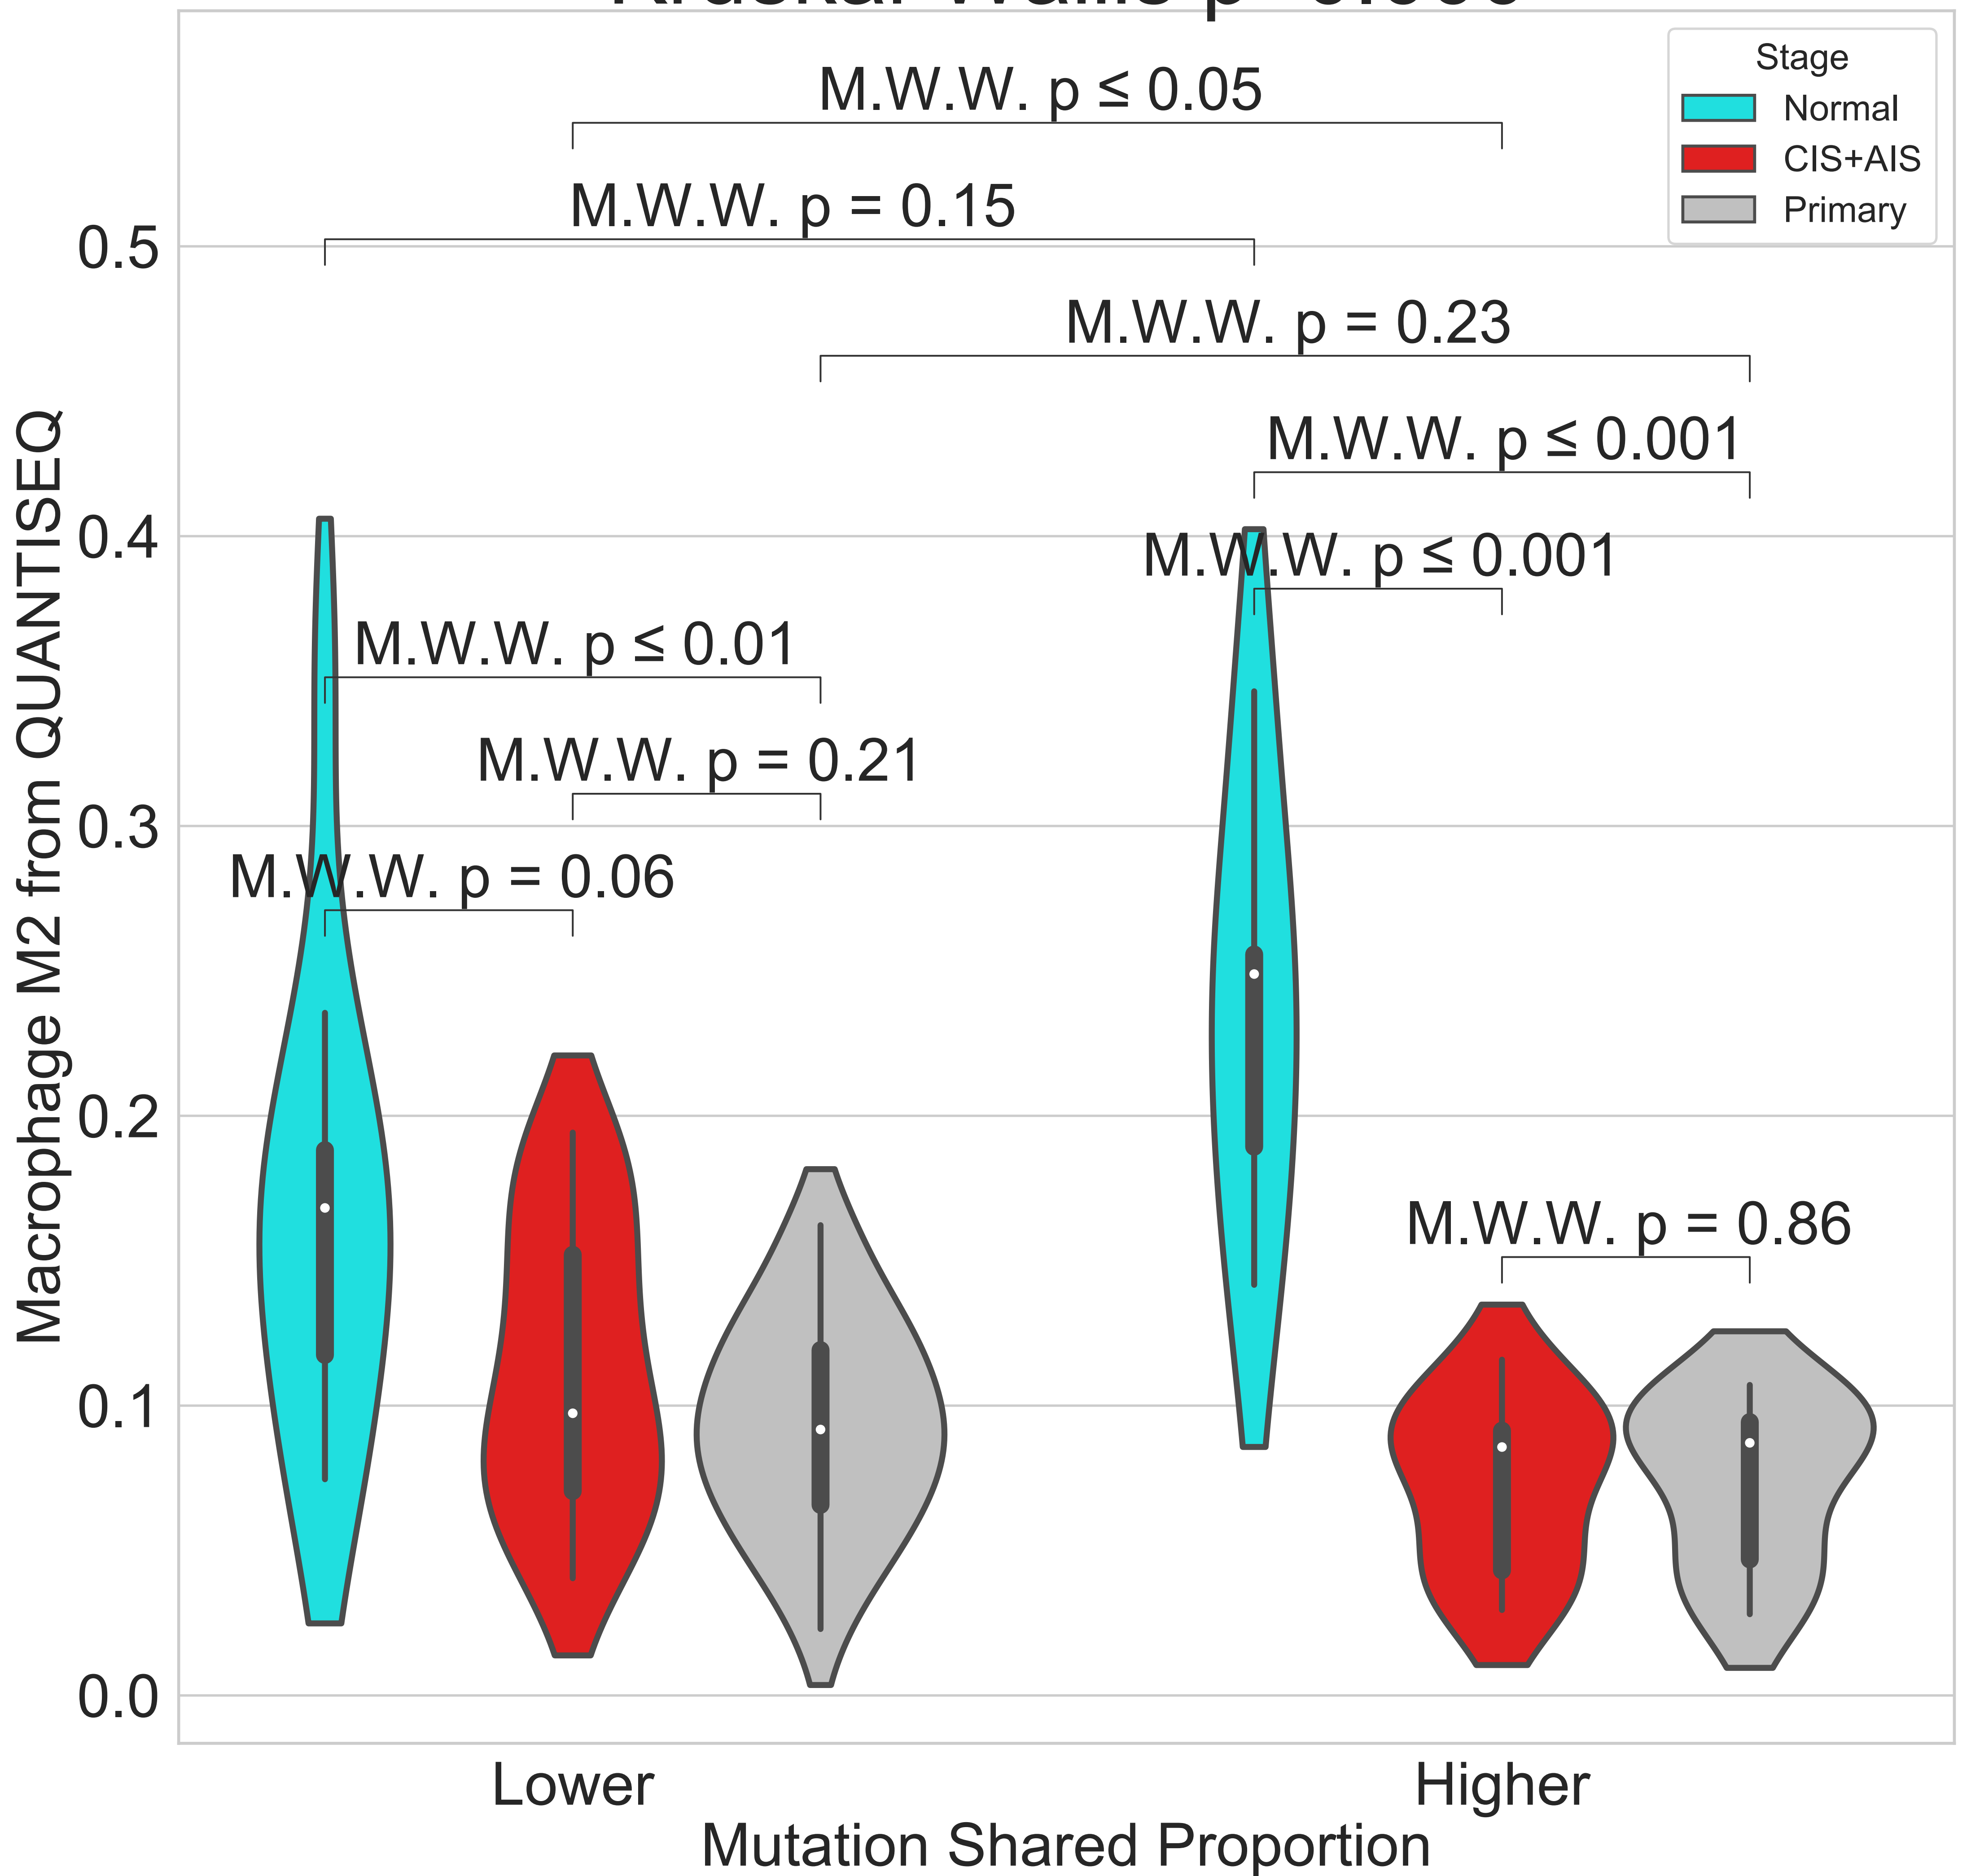 Stage
Normal
CIS+AIS
Primary
M.W.W. p ≤ 0.05
M.W.W. p = 0.15
M.W.W. p = 0.23
M.W.W. p ≤ 0.001
M.W.W. p ≤ 0.001
M.W.W. p ≤ 0.01
M.W.W. p = 0.21
M.W.W. p = 0.06
M.W.W. p = 0.86
Macrophage M2 from QUANTISEQ
0.5
0.4
0.3
0.2
0.1
0.0
Lower
Higher
Mutation Shared Proportion